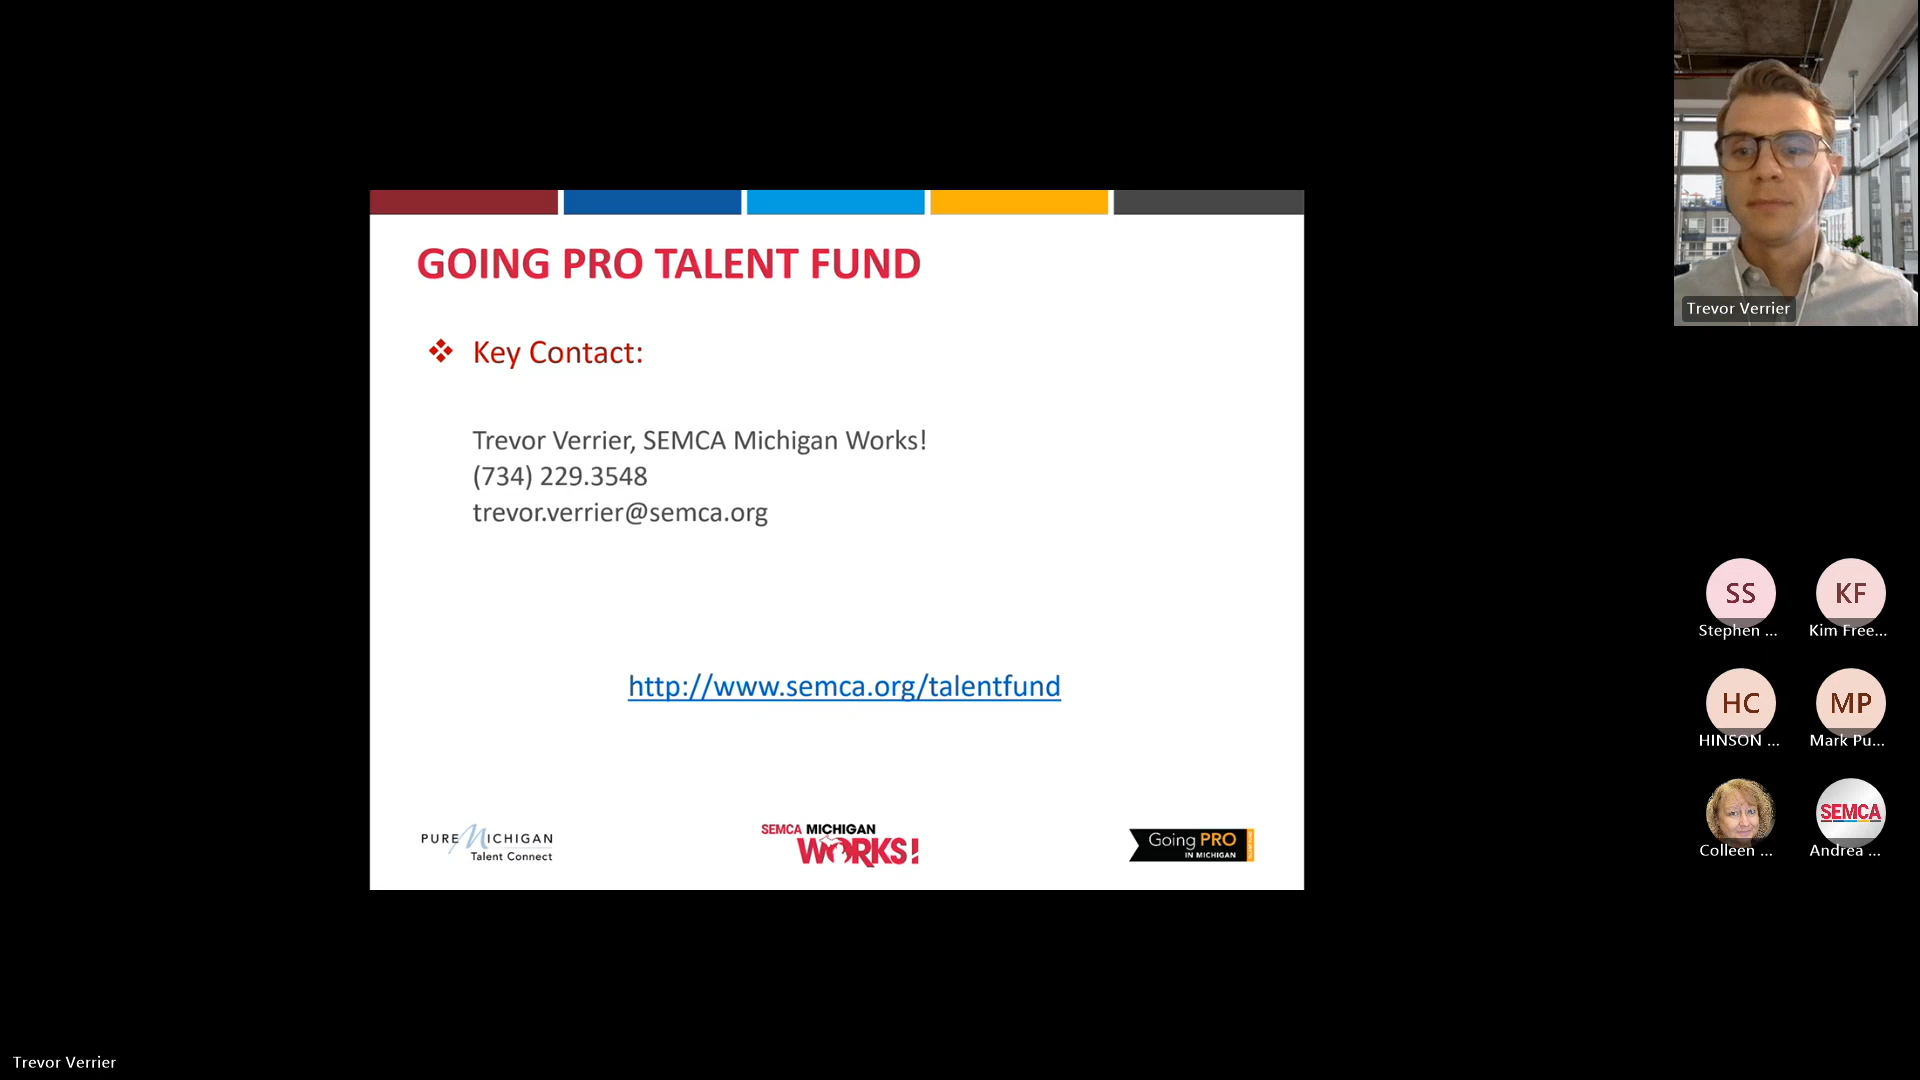 GOING PRO TALENT FUND
Key Contact:
Trevor Verrier, SEMCA Michigan Works!
(734) 229.3548
trevor.verrier@semca.org
http://www.semca.org/talentfund
PURE MICHIGAN
Talent Connect
SEMCA MICHIGAN
WORKS!
Going PRO
IN MICHIGAN
Trevor Verrier
SS
KF
Stephen ...
Kim Free...
HC
MP
HINSON ...
Mark Pu...
SEMCA
Colleen ...
Andrea ...
Trevor Verrier